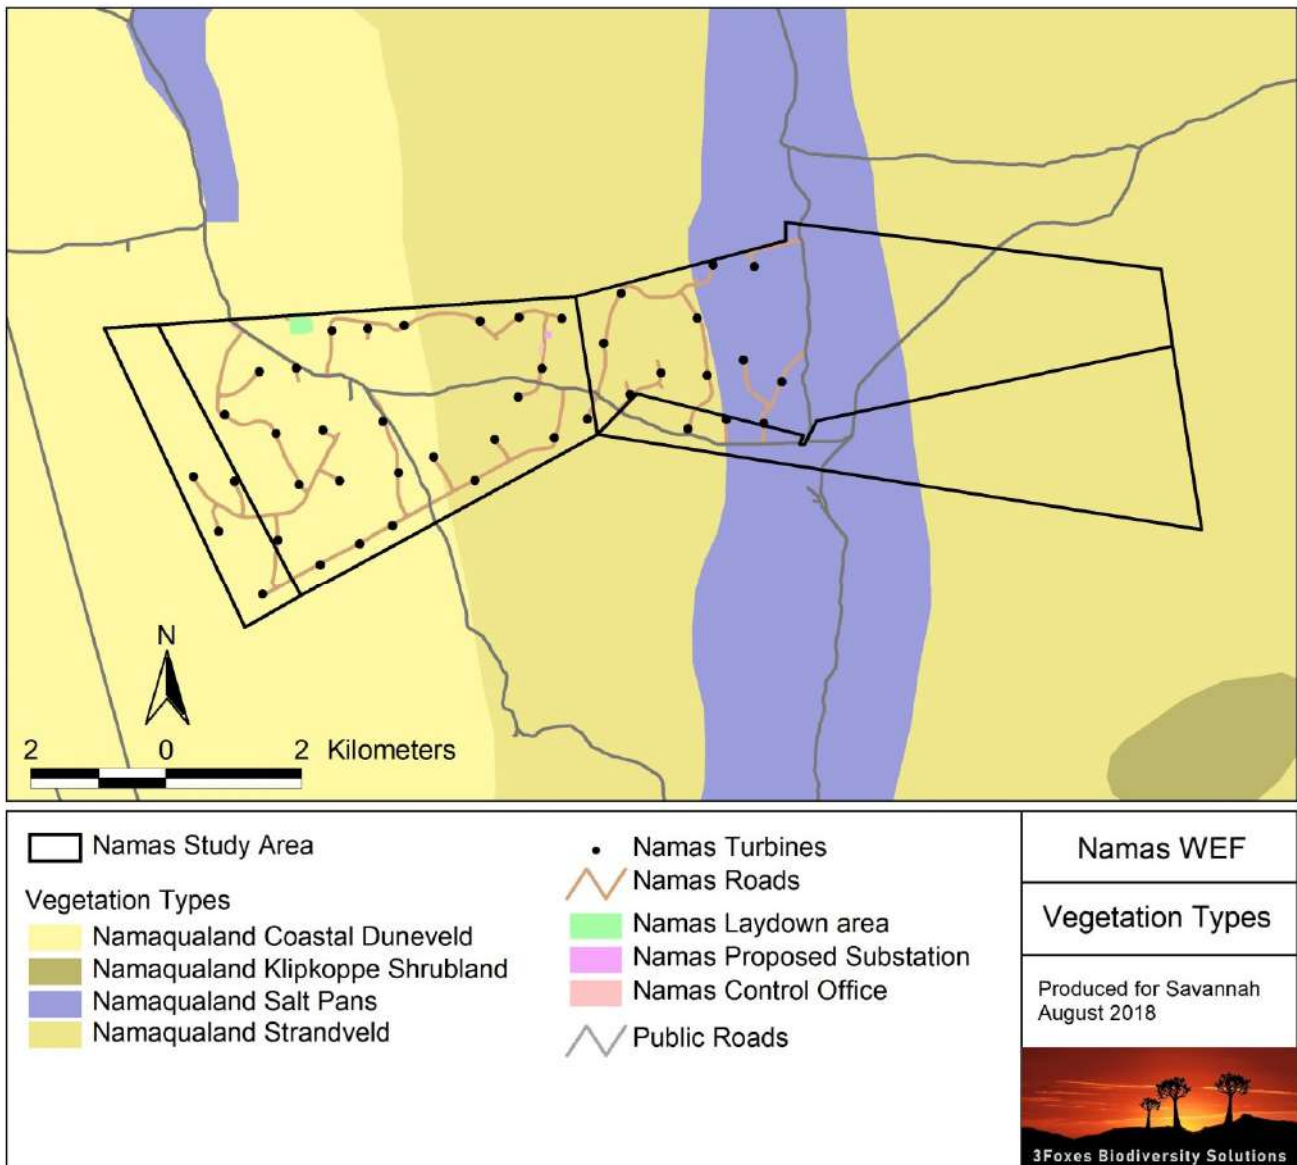 N
2 0 2 Kilometers
Namas Study Area
Vegetation Types
Namaqualand Coastal Duneveld
Namaqualand Klipkoppe Shrubland
Namaqualand Salt Pans
Namaqualand Strandveld
Namas Turbines
Namas Roads
Namas Laydown area
Namas Proposed Substation
Namas Control Office
Public Roads
Namas WEF
Vegetation Types
Produced for Savannah
August 2018
3Foxes Biodiversity Solutions